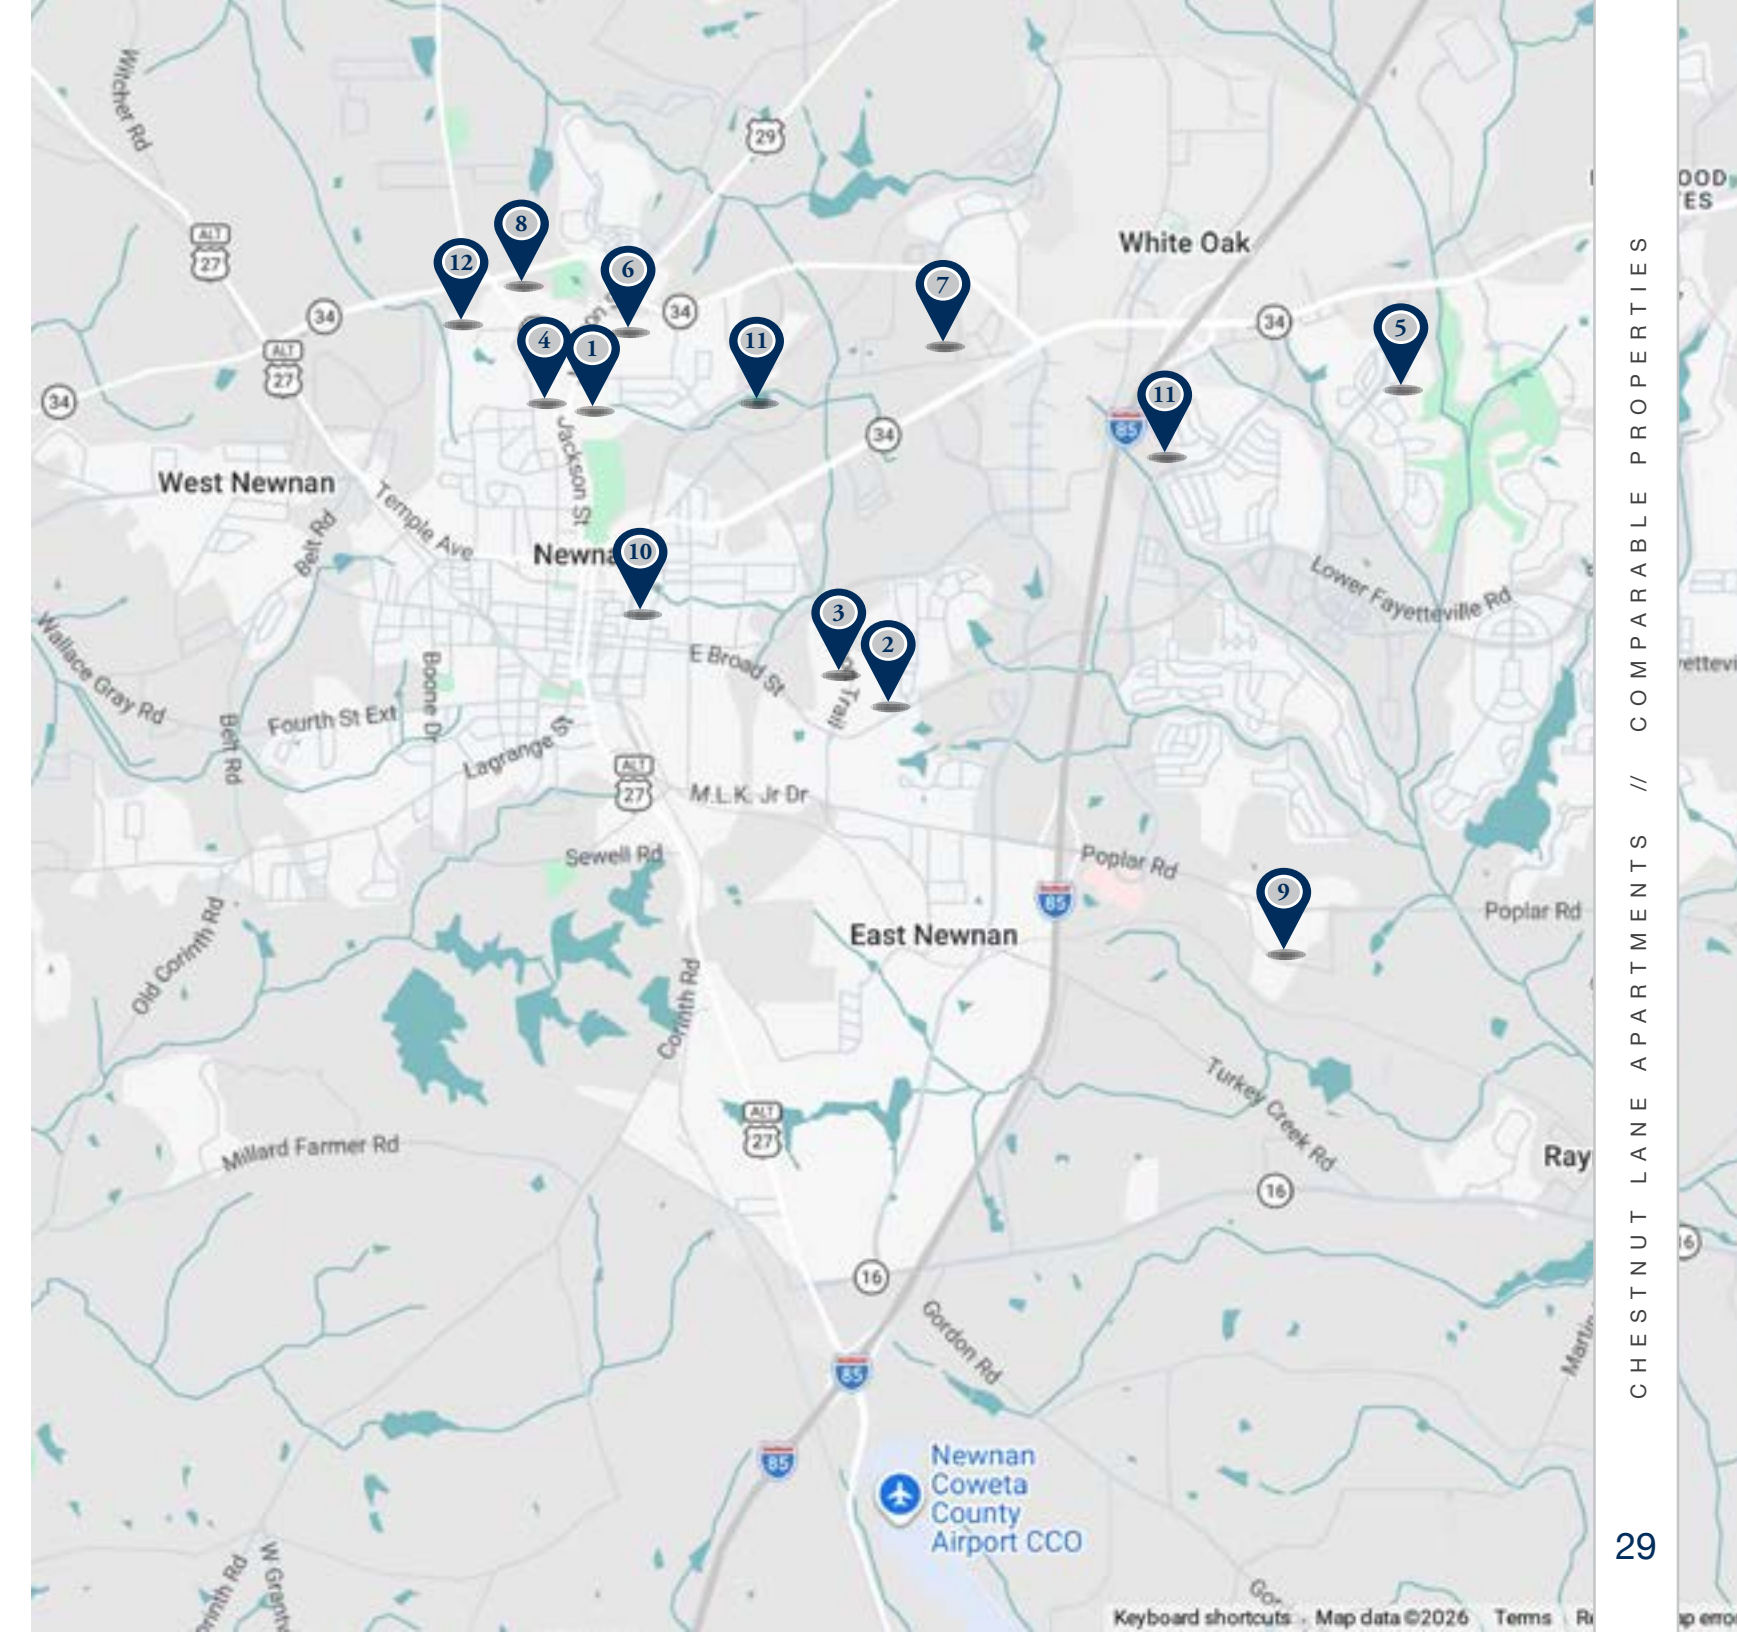 Witcher Rd
29
ALT
27
8
12
6
White Oak
34
34
7
34
5
4
1
11
ALT
27
34
11
85
34
Jackson St
West Newnan
Temple Ave
Belt Rd
10
Lower Fayetteville Rd
3
2
E Broad St
Trail
Wallace Gray Rd
Boone Dr
Fourth St Ext
Belt Rd
Lagrange St
ALT
27
M.L.K. Jr Dr
Sewell Rd
Poplar Rd
85
9
Poplar Rd
East Newnan
Old Corinth Rd
Corinth Rd
Turkey Creek Rd
ALT
27
Millard Farmer Rd
Ray
16
16
Gordon Rd
85
85
Newnan
Coweta
County
Airport CCO
W Grant
Keyboard shortcuts
Map data ©2026
Terms
CHESTNUT LANE APARTMENTS // COMPARABLE PROPERTIES
29